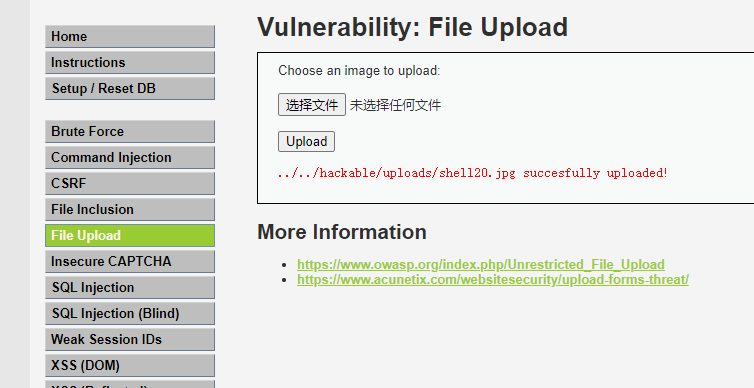 Home
Instructions
Setup / Reset DB
Brute Force
Command Injection
CSRF
File Inclusion
File Upload
Insecure CAPTCHA
SQL Injection
SQL Injection (Blind)
Weak Session IDs
XSS (DOM)
Vulnerability: File Upload
Choose an image to upload:
选择文件 未选择任何文件
Upload
../../hackable/uploads/shell20.jpg succesfully uploaded!
More Information
https://www.owasp.org/index.php/Unrestricted_File_Upload
https://www.acunetix.com/websitesecurity/upload-forms-threat/